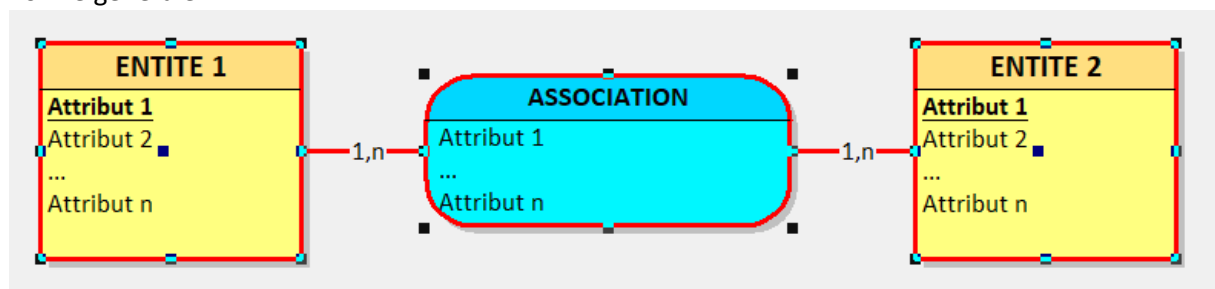 ENTITE 1
Attribut 1
Attribut 2
...
Attribut n
1,n
ASSOCIATION
Attribut 1
...
Attribut n
1,n
ENTITE 2
Attribut 1
Attribut 2
...
Attribut n